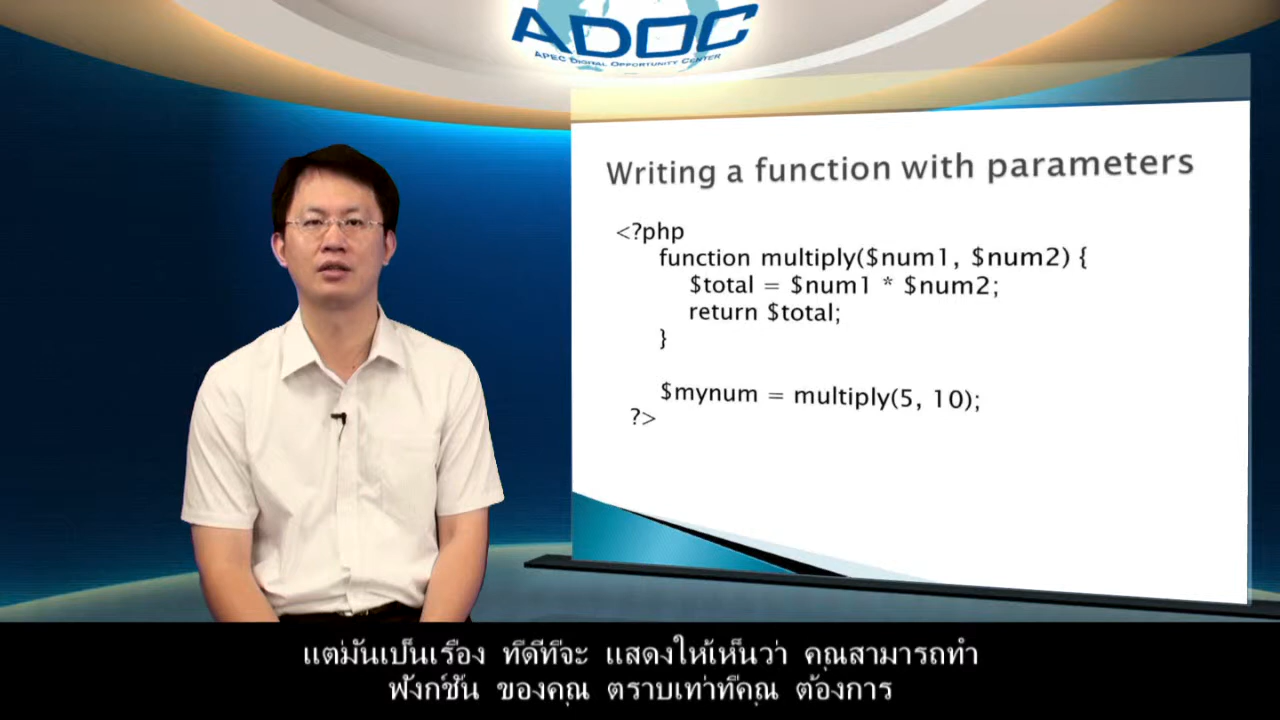 ADOC
APEC DIGITAL OPPORTUNITY CENTER
Writing a function with parameters
<?php
function multiply($num1, $num2) {
$total = $num1 * $num2;
return $total;
}
$mynum = multiply(5, 10);
?>
แต่มันเป็นเรื่อง ที่ดีที่จะ แสดงให้เห็นว่า คุณสามารถทำ
ฟังก์ชัน ของคุณ ตราบเท่าที่คุณ ต้องการ